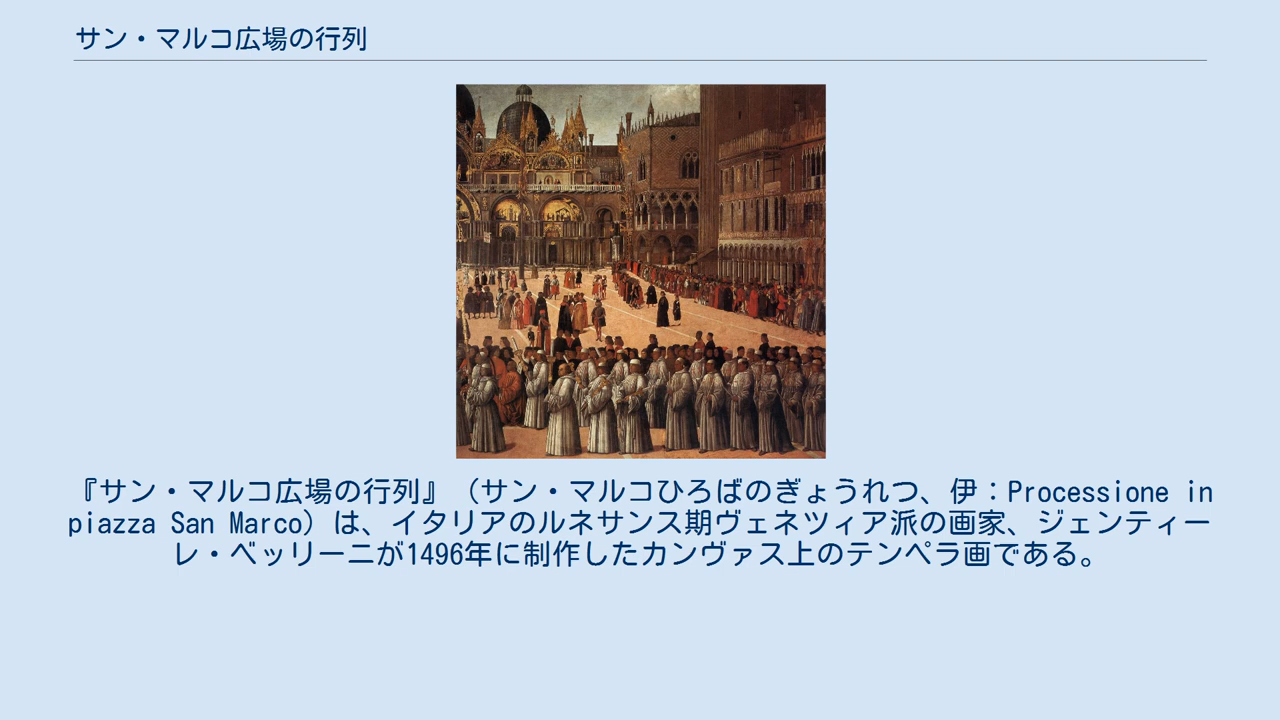 サン・マルコ広場の行列
『サン・マルコ広場の行列』（サン・マルコひろばのぎょうれつ、伊：Processione in
piazza San Marco）は、イタリアのルネサンス期ヴェネツィア派の画家、ジェンティー
レ・ベッリーニが1496年に制作したカンヴァス上のテンペラ画である。